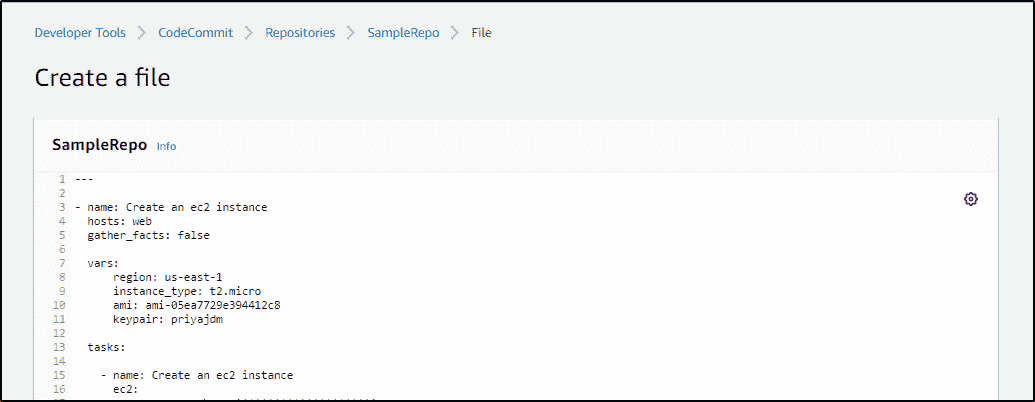 Developer Tools > CodeCommit > Repositories > SampleRepo > File
Create a file
SampleRepo Info
1 ---
2
3 - name: Create an ec2 instance
4 hosts: web
5 gather_facts: false
6
7 vars:
8 region: us-east-1
9 instance_type: t2.micro
10 ami: ami-05ea7729e394412c8
11 keypair: priyajdm
12
13 tasks:
14
15 - name: Create an ec2 instance
16 ec2: